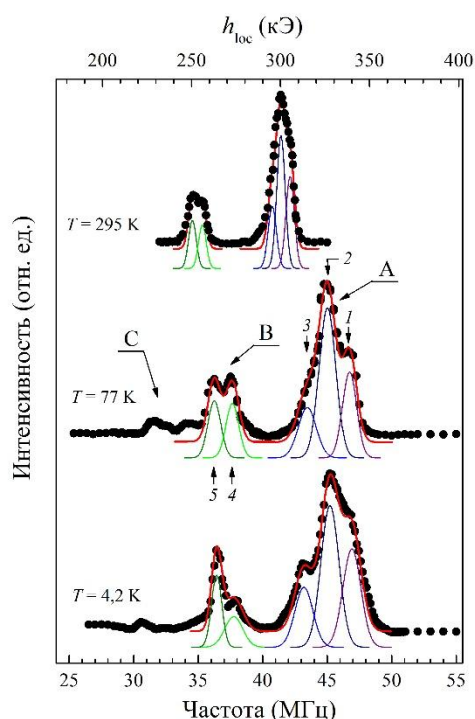 h_loc (кЭ)
200 250 300 350 400
T = 295 K
2
A
3
1
C
B
T = 77 K
5 4
T = 4,2 K
25 30 35 40 45 50 55
Частота (МГц)
Интенсивность (отн. ед.)